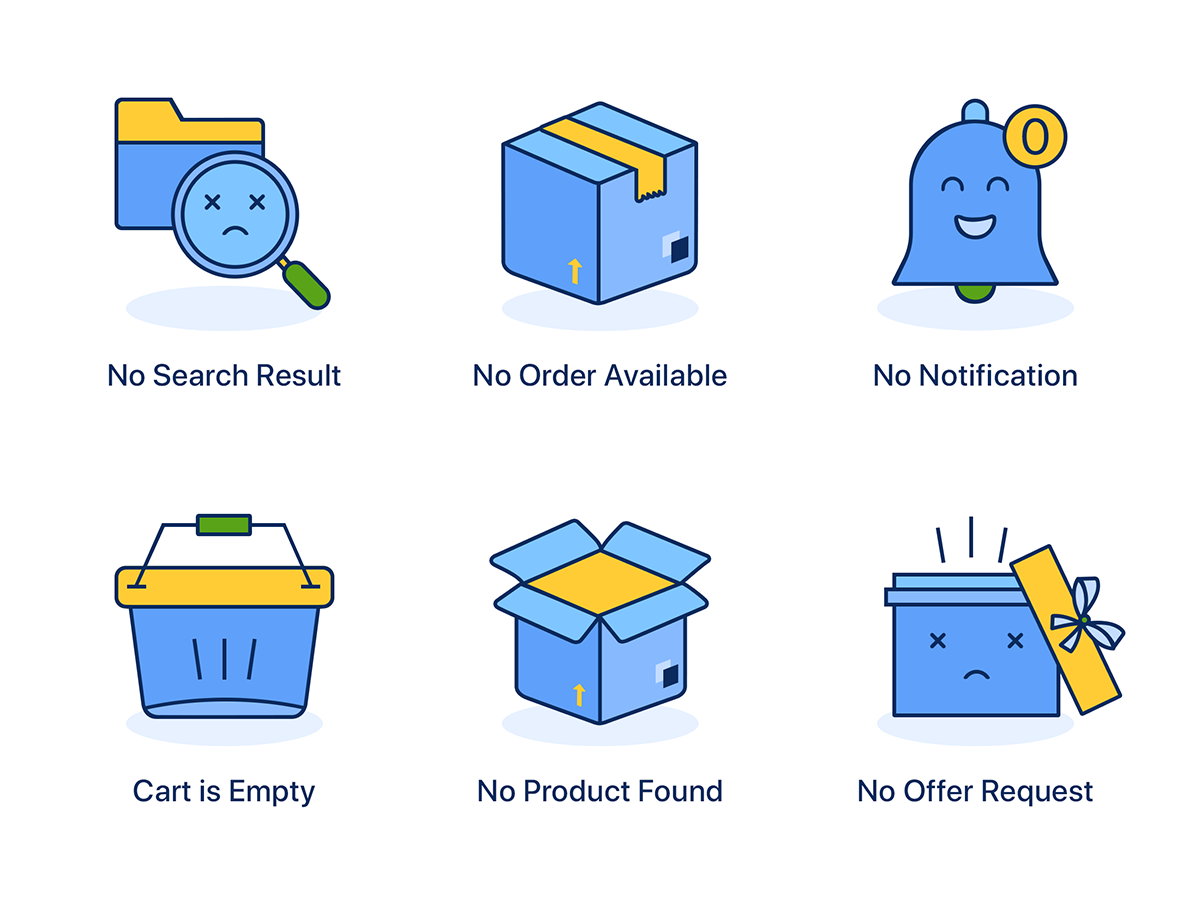 0
No Search Result
No Order Available
No Notification
Cart is Empty
No Product Found
No Offer Request